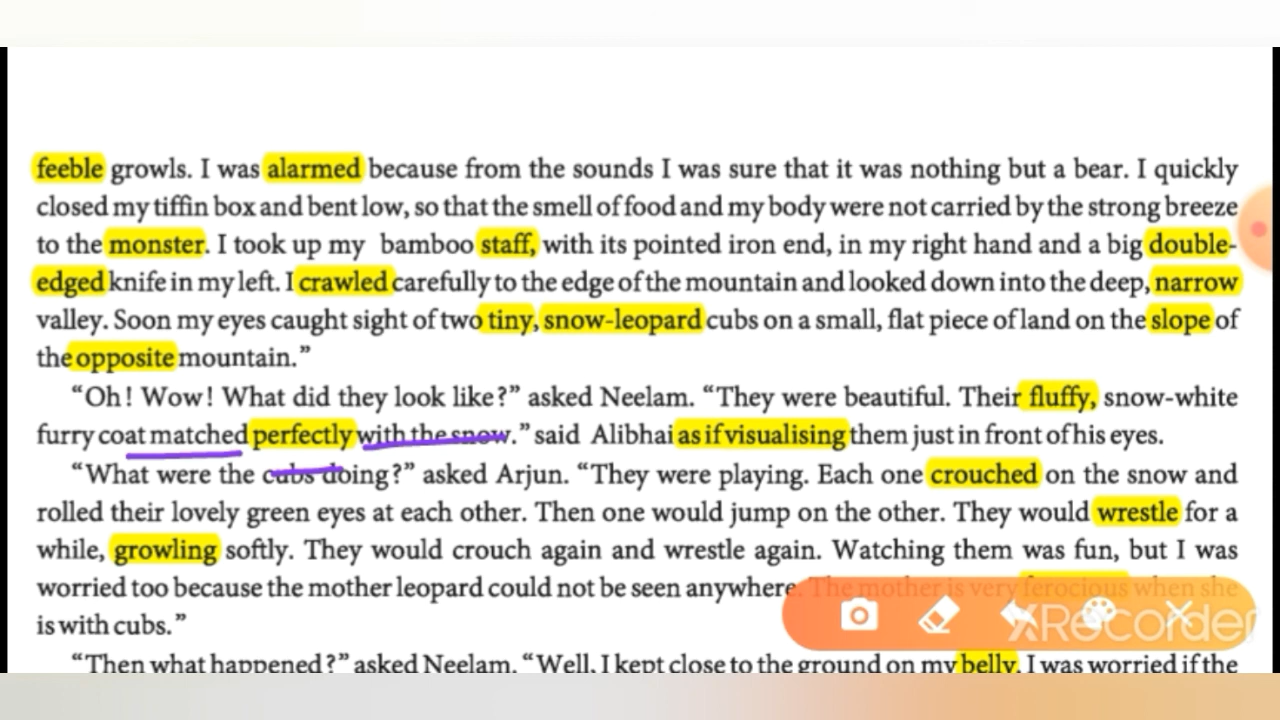 feeble growls. I was alarmed because from the sounds I was sure that it was nothing but a bear. I quickly
closed my tiffin box and bent low, so that the smell of food and my body were not carried by the strong breeze
to the monster. I took up my bamboo staff, with its pointed iron end, in my right hand and a big double-
edged knife in my left. I crawled carefully to the edge of the mountain and looked down into the deep, narrow
valley. Soon my eyes caught sight of two tiny, snow-leopard cubs on a small, flat piece of land on the slope of
the opposite mountain.”
“Oh! Wow! What did they look like?” asked Neelam. “They were beautiful. Their fluffy, snow-white
furry coat matched perfectly with the snow.” said Alibhai as if visualising them just in front of his eyes.
“What were the cubs doing?” asked Arjun. “They were playing. Each one crouched on the snow and
rolled their lovely green eyes at each other. Then one would jump on the other. They would wrestle for a
while, growling softly. They would crouch again and wrestle again. Watching them was fun, but I was
worried too because the mother leopard could not be seen anywhere. The mother is very ferocious when she
is with cubs.”
XRecorder
“Then what happened?” asked Neelam. “Well, I kept close to the ground on my belly. I was worried if the